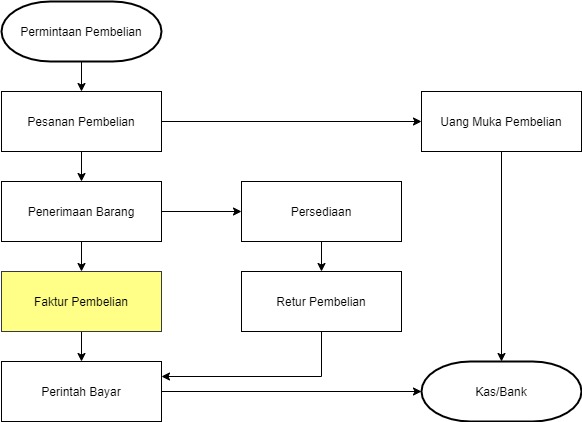 Permintaan Pembelian
Pesanan Pembelian
Uang Muka Pembelian
Penerimaan Barang
Persediaan
Faktur Pembelian
Retur Pembelian
Perintah Bayar
Kas/Bank